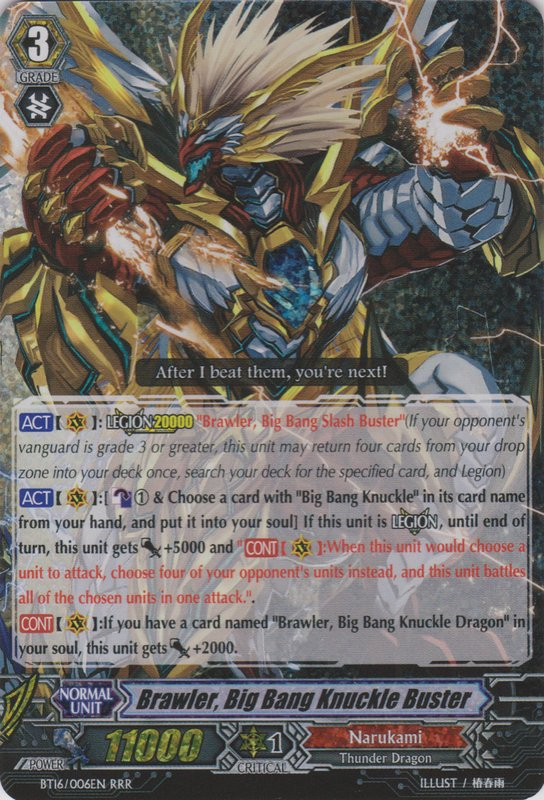 3
GRADE
After I beat them, you're next!
ACT【 】: LEGION 20000 "Brawler, Big Bang Slash Buster"(If your opponent's
vanguard is grade 3 or greater, this unit may return four cards from your drop
zone into your deck once, search your deck for the specified card, and Legion)
ACT【 】:[ ① & Choose a card with "Big Bang Knuckle" in its card name
from your hand, and put it into your soul] If this unit is LEGION, until end of
turn, this unit gets +5000 and "CONT【 】:When this unit would choose a
unit to attack, choose four of your opponent's units instead, and this unit battles
all of the chosen units in one attack.".
CONT【 】:If you have a card named "Brawler, Big Bang Knuckle Dragon" in
your soul, this unit gets +2000.
NORMAL
UNIT
Brawler, Big Bang Knuckle Buster
POWER
11000
1
CRITICAL
Narukami
Thunder Dragon
BT16/006EN RRR
ILLUST / 椿春雨